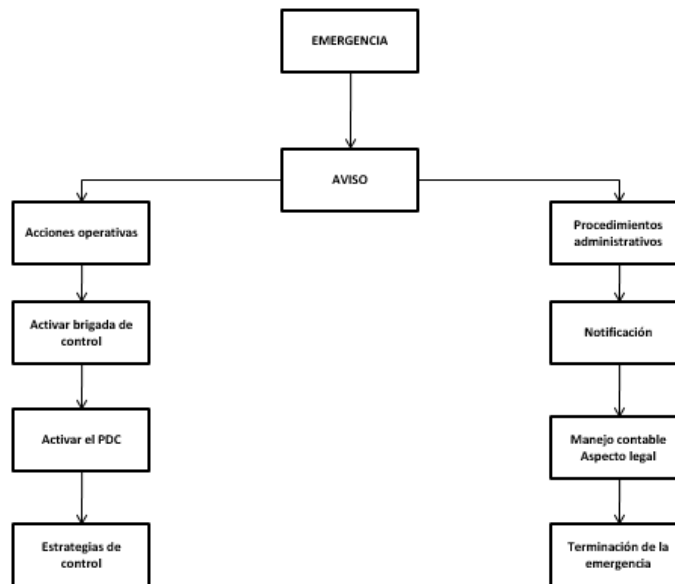 EMERGENCIA
AVISO
Acciones operativas
Activar brigada de
control
Activar el PDC
Estrategias de
control
Procedimientos
administrativos
Notificación
Manejo contable
Aspecto legal
Terminación de la
emergencia